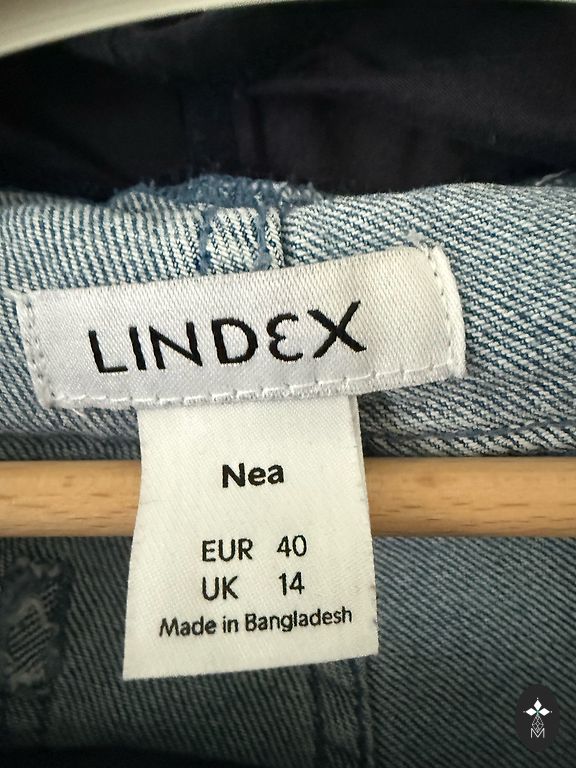 LINDEX
Nea
EUR 40
UK 14
Made in Bangladesh
M